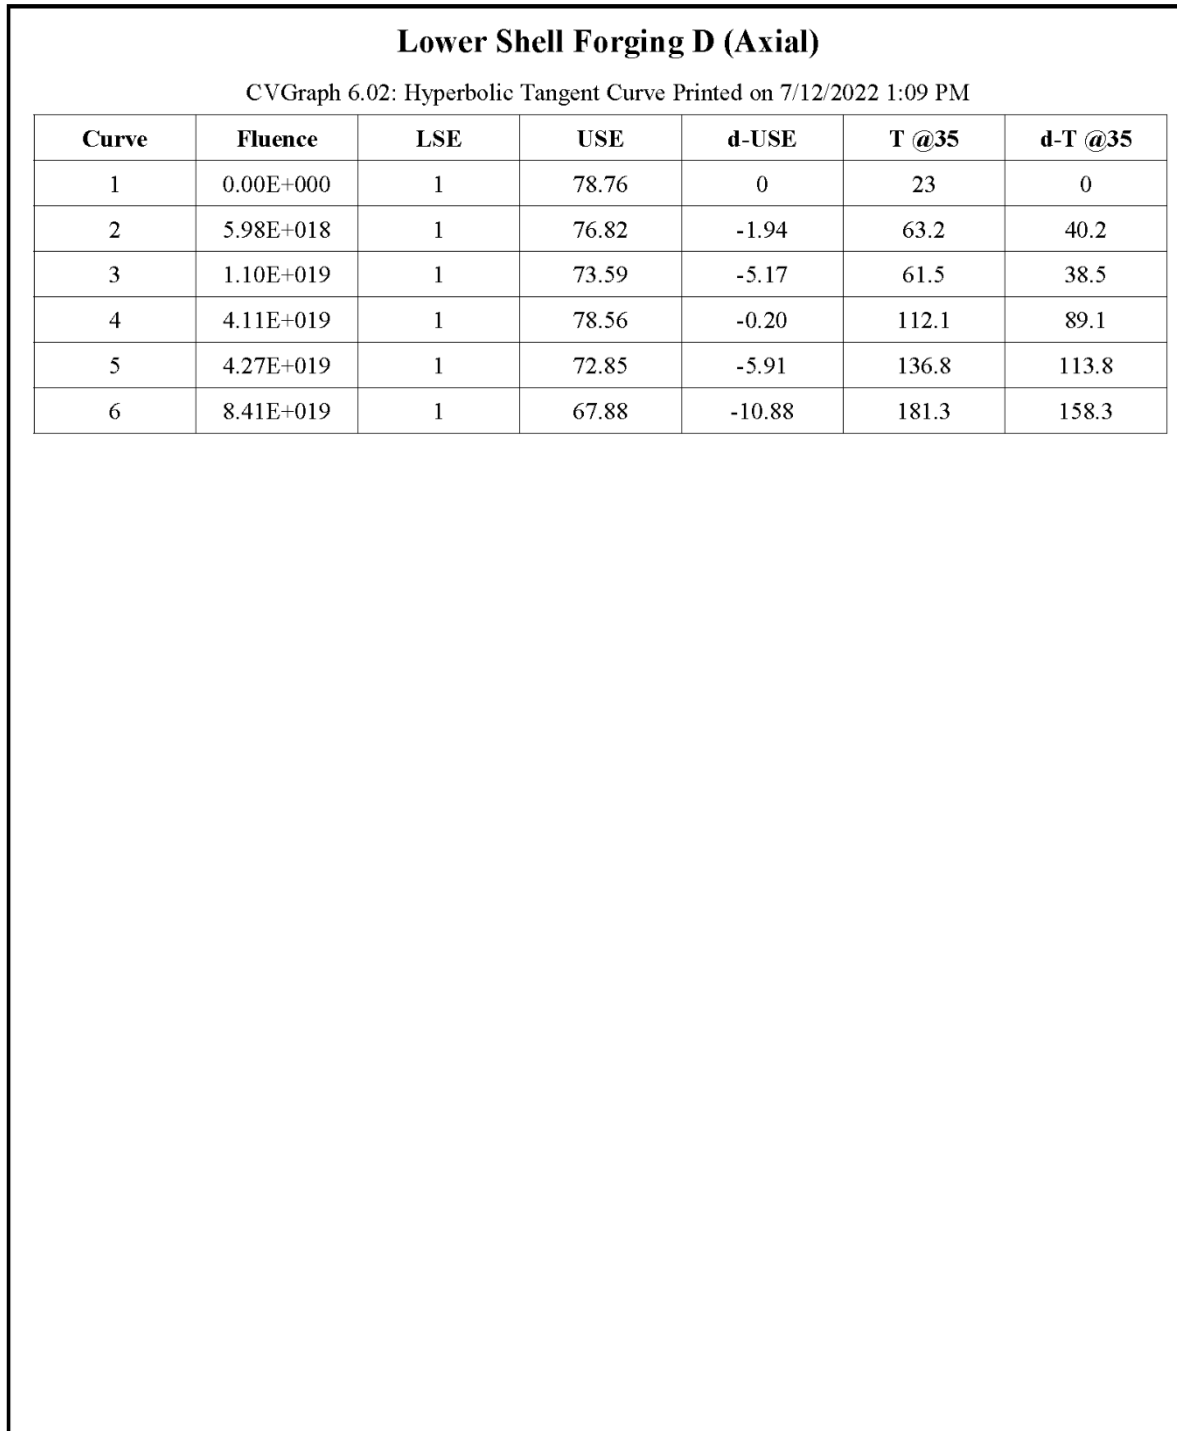 Lower Shell Forging D (Axial)
CVGraph 6.02: Hyperbolic Tangent Curve Printed on 7/12/2022 1:09 PM
Curve Fluence LSE USE d-USE T @35 d-T @35
1 0.00E+000 1 78.76 0 23 0
2 5.98E+018 1 76.82 -1.94 63.2 40.2
3 1.10E+019 1 73.59 -5.17 61.5 38.5
4 4.11E+019 1 78.56 -0.20 112.1 89.1
5 4.27E+019 1 72.85 -5.91 136.8 113.8
6 8.41E+019 1 67.88 -10.88 181.3 158.3